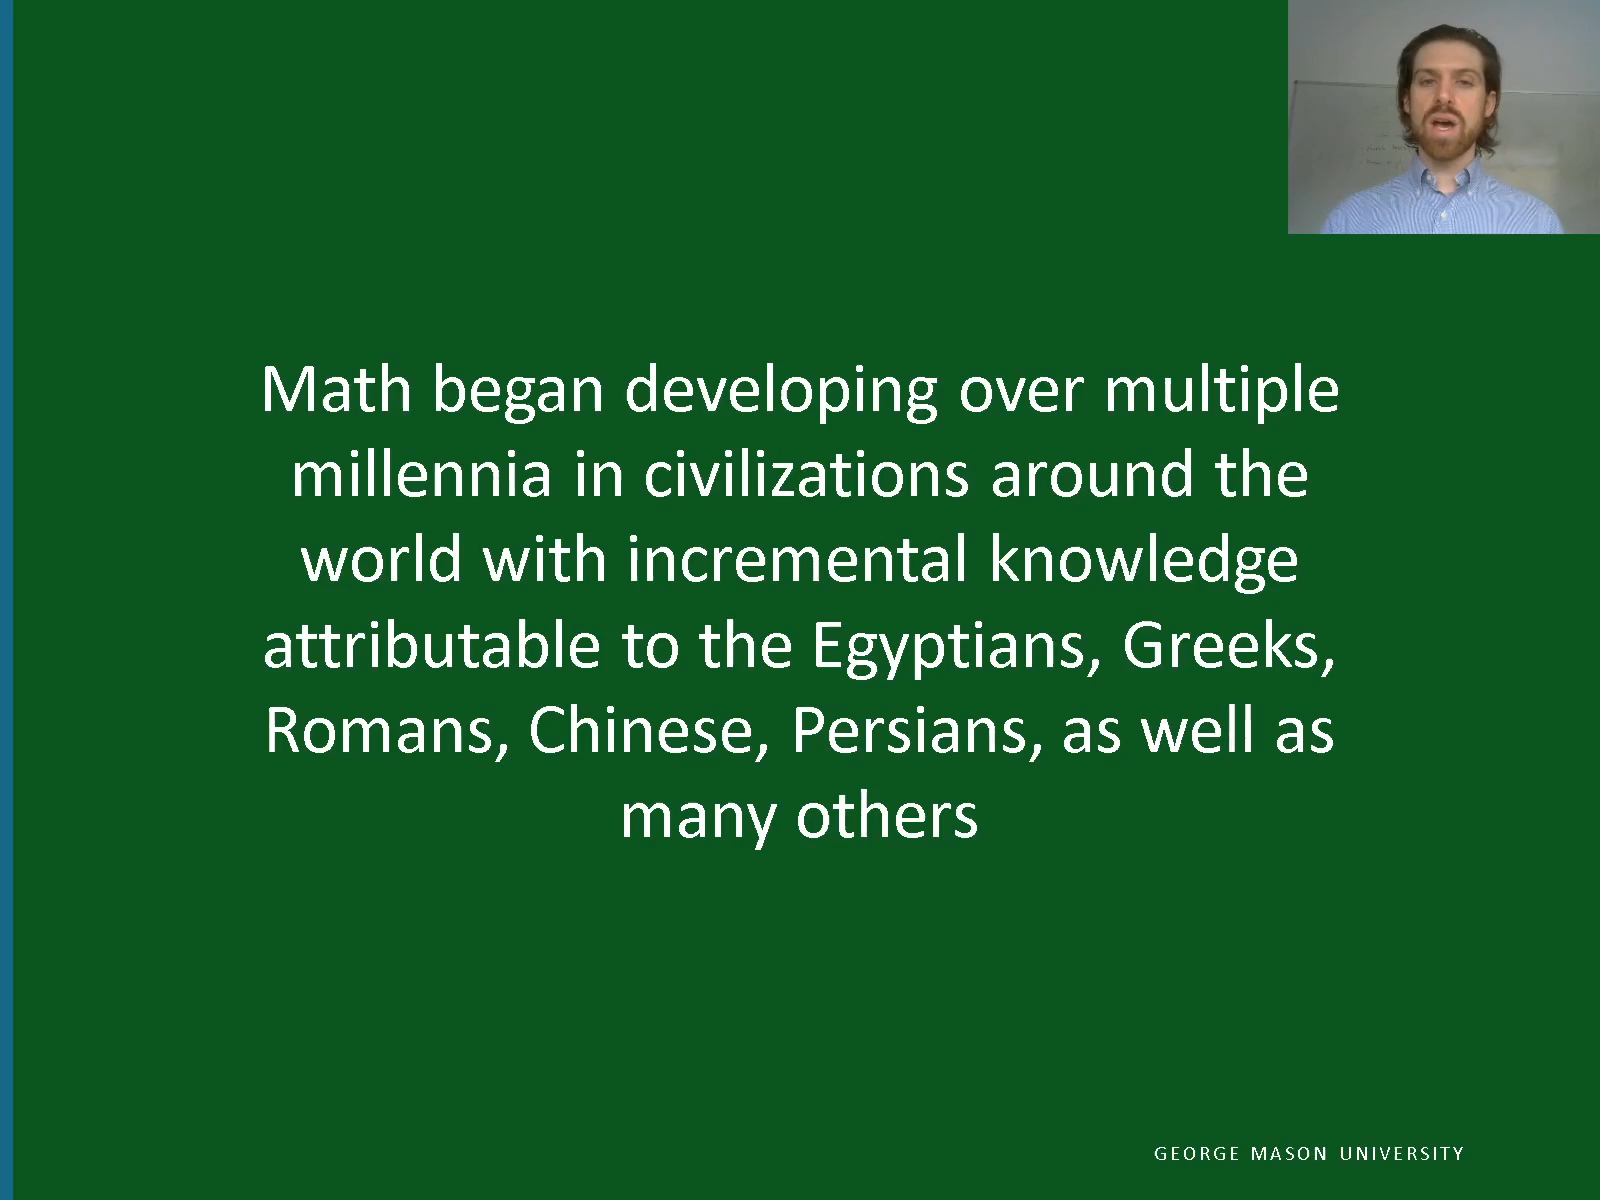 Math began developing over multiple
millennia in civilizations around the
world with incremental knowledge
attributable to the Egyptians, Greeks,
Romans, Chinese, Persians, as well as
many others
GEORGE MASON UNIVERSITY